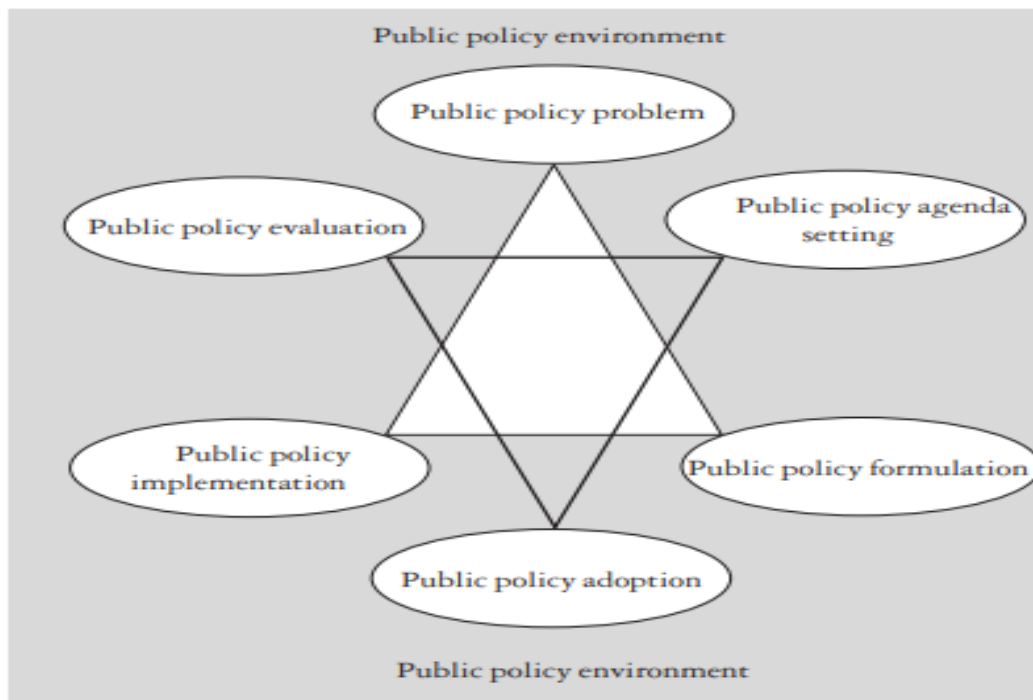 Public policy environment
Public policy problem
Public policy agenda
setting
Public policy evaluation
Public policy
implementation
Public policy formulation
Public policy adoption
Public policy environment